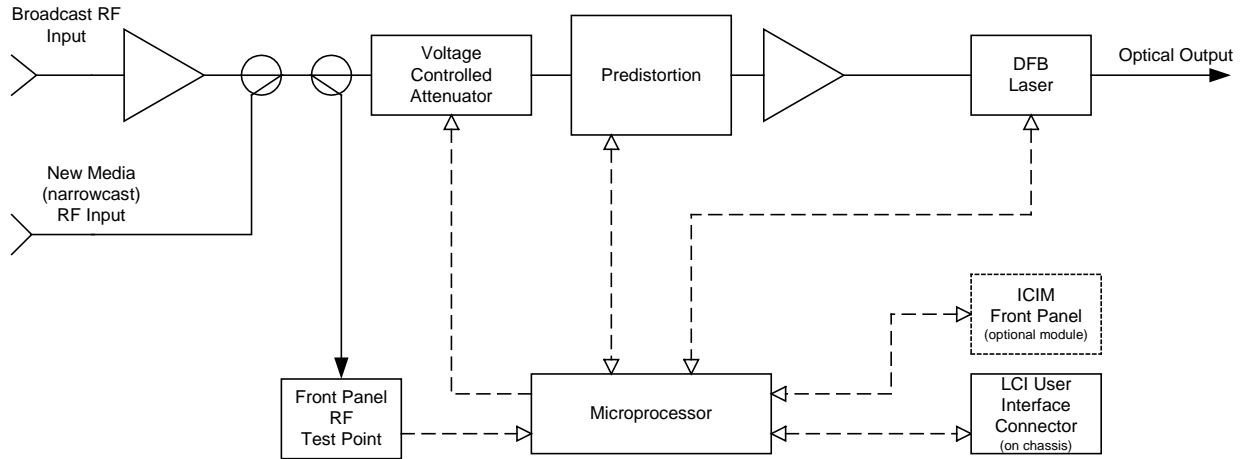 Broadcast RF
Input
Voltage
Controlled
Attenuator
Predistortion
DFB
Laser
Optical Output
New Media
(narrowcast)
RF Input
ICIM
Front Panel
(optional module)
Front Panel
RF
Test Point
Microprocessor
LCI User
Interface
Connector
(on chassis)